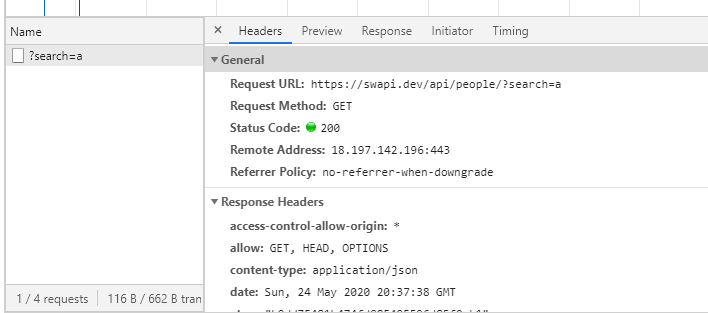 Name
?search=a
1 / 4 requests
116 B / 662 B tran
× Headers Preview Response Initiator Timing
▼ General
Request URL: https://swapi.dev/api/people/?search=a
Request Method: GET
Status Code: 200
Remote Address: 18.197.142.196:443
Referrer Policy: no-referrer-when-downgrade
▼ Response Headers
access-control-allow-origin: *
allow: GET, HEAD, OPTIONS
content-type: application/json
date: Sun, 24 May 2020 20:37:38 GMT